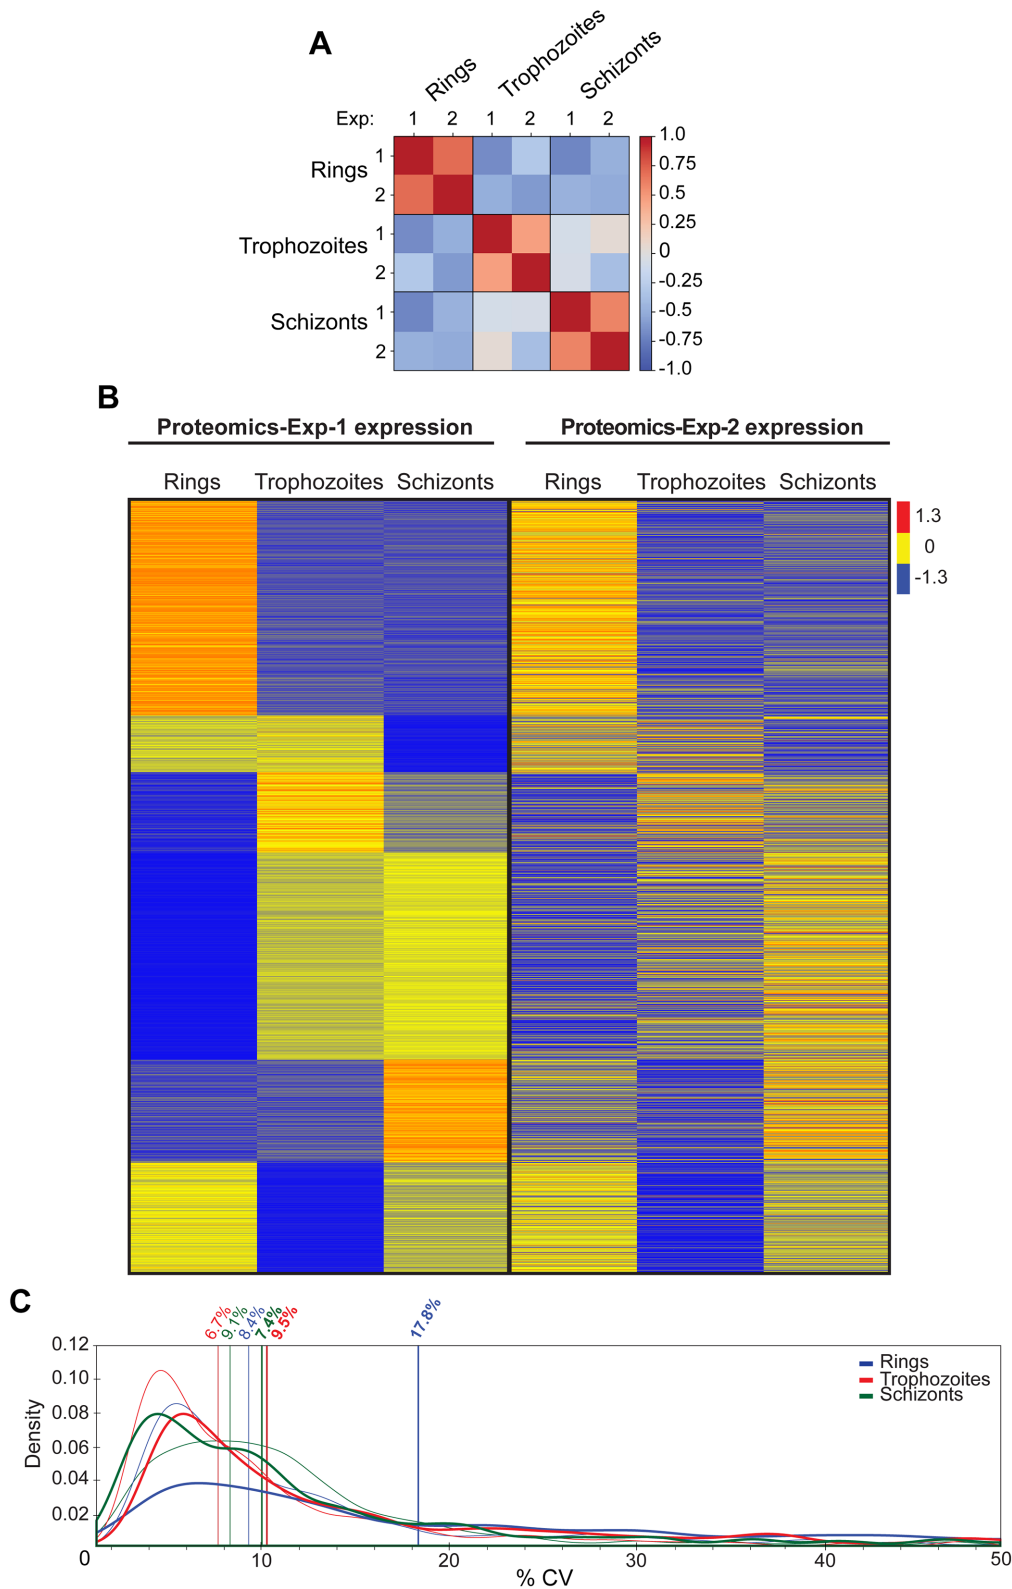 A
Rings Trophozoites Schizonts
Exp: 1 2 1 2 1 2
Rings 1 2
Trophozoites 1 2
Schizonts 1 2
1.0
0.75
0.5
0.25
0
-0.25
-0.5
-0.75
-1.0
B
Proteomics-Exp-1 expression Proteomics-Exp-2 expression
Rings Trophozoites Schizonts Rings Trophozoites Schizonts
1.3
0
-1.3
C
6.7% 9.1% 8.4% 7.4% 9.5% 17.8%
0.12
0.10
0.08
0.06
0.04
0.02
0
Density
Rings
Trophozoites
Schizonts
10 20 30 40 50
% CV